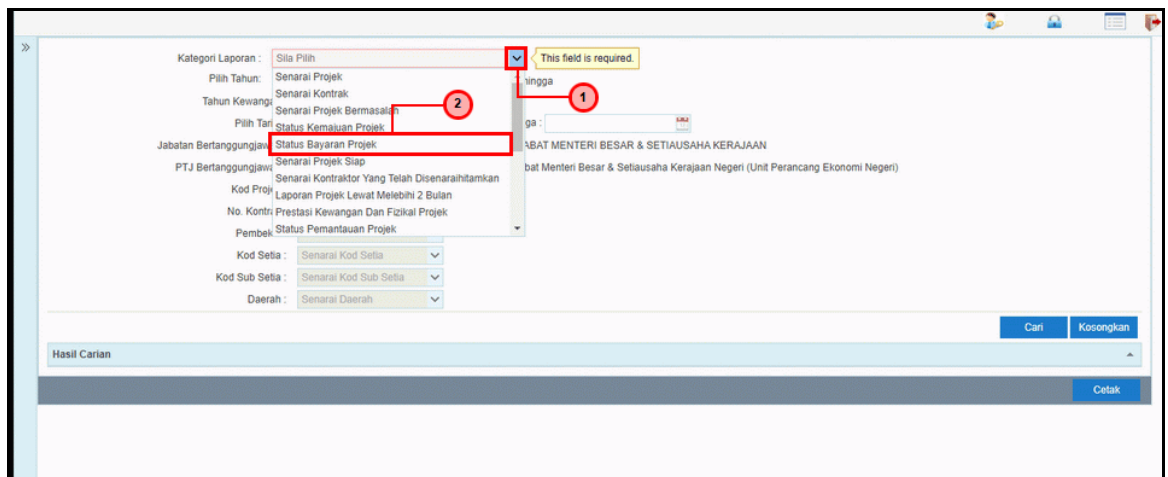 »
Kategori Laporan : Sila Pilih This field is required.
Pilih Tahun: Senarai Projek hingga
Senarai Kontrak
Tahun Kewanga
Senarai Projek Bermasalah
1
2
Pilih Tari Status Kemajuan Projek ga :
Jabatan Bertanggungjaw Status Bayaran Projek ABAT MENTERI BESAR & SETIAUSAHA KERAJAAN
PTJ Bertanggungjawa Senarai Projek Siap bat Menteri Besar & Setiausaha Kerajaan Negeri (Unit Perancang Ekonomi Negeri)
Senarai Kontraktor Yang Telah Disenaraihitamkan
Kod Proje Laporan Projek Lewat Melebihi 2 Bulan
No. Kontra Prestasi Kewangan Dan Fizikal Projek
Pembek Status Pemantauan Projek
Kod Setia : Senarai Kod Setia
Kod Sub Setia : Senarai Kod Sub Setia
Daerah : Senarai Daerah
Cari Kosongkan
Hasil Carian
Cetak